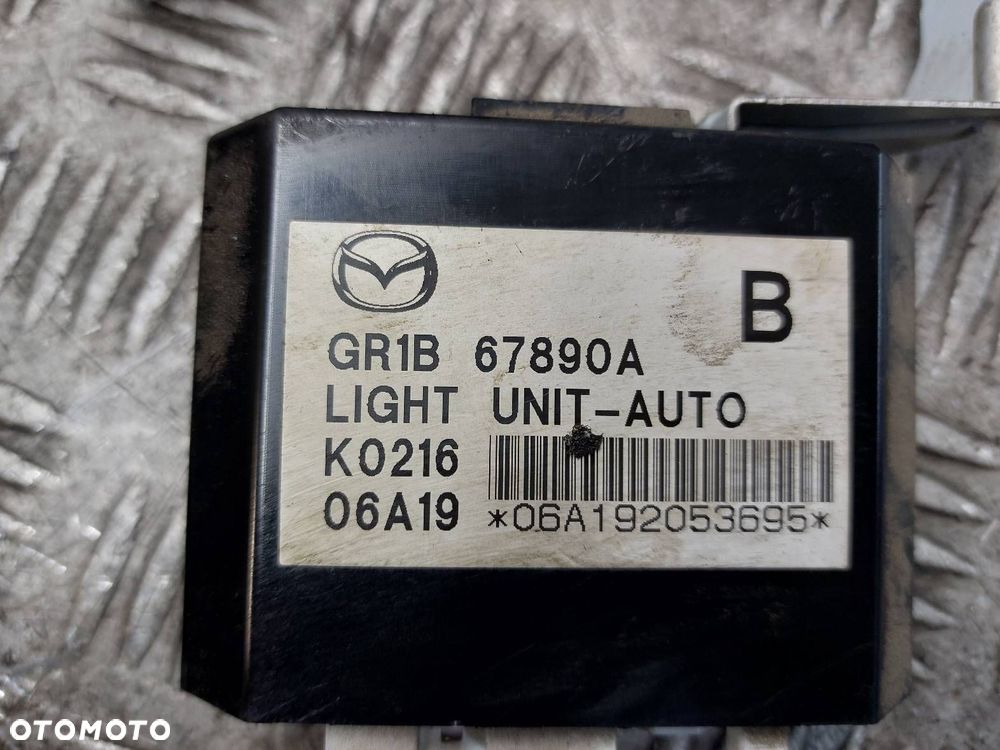 B
GR1B 67890A
LIGHT UNIT-AUTO
K0216
06A19 *06A192053695*
OTOMOTO